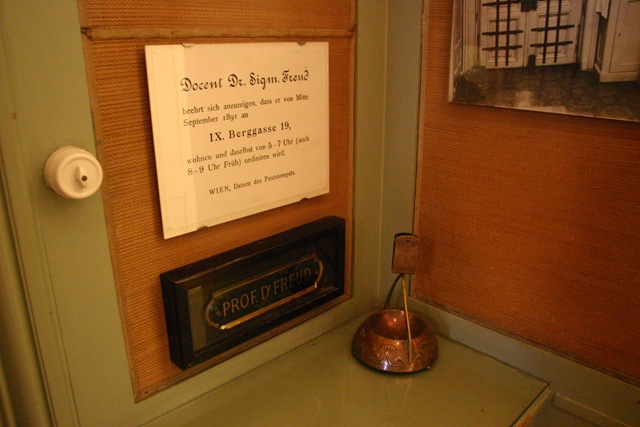 Docent Dr. Sigm. Freud
beehrt sich anzuzeigen, dass er von Mitte
September 1891 an
IX. Berggasse 19,
wohnen und daselbst von 5–7 Uhr (auch
8–9 Uhr Früh) ordiniren wird.
WIEN, Datum des Poststempels.
PROF. DR FREUD